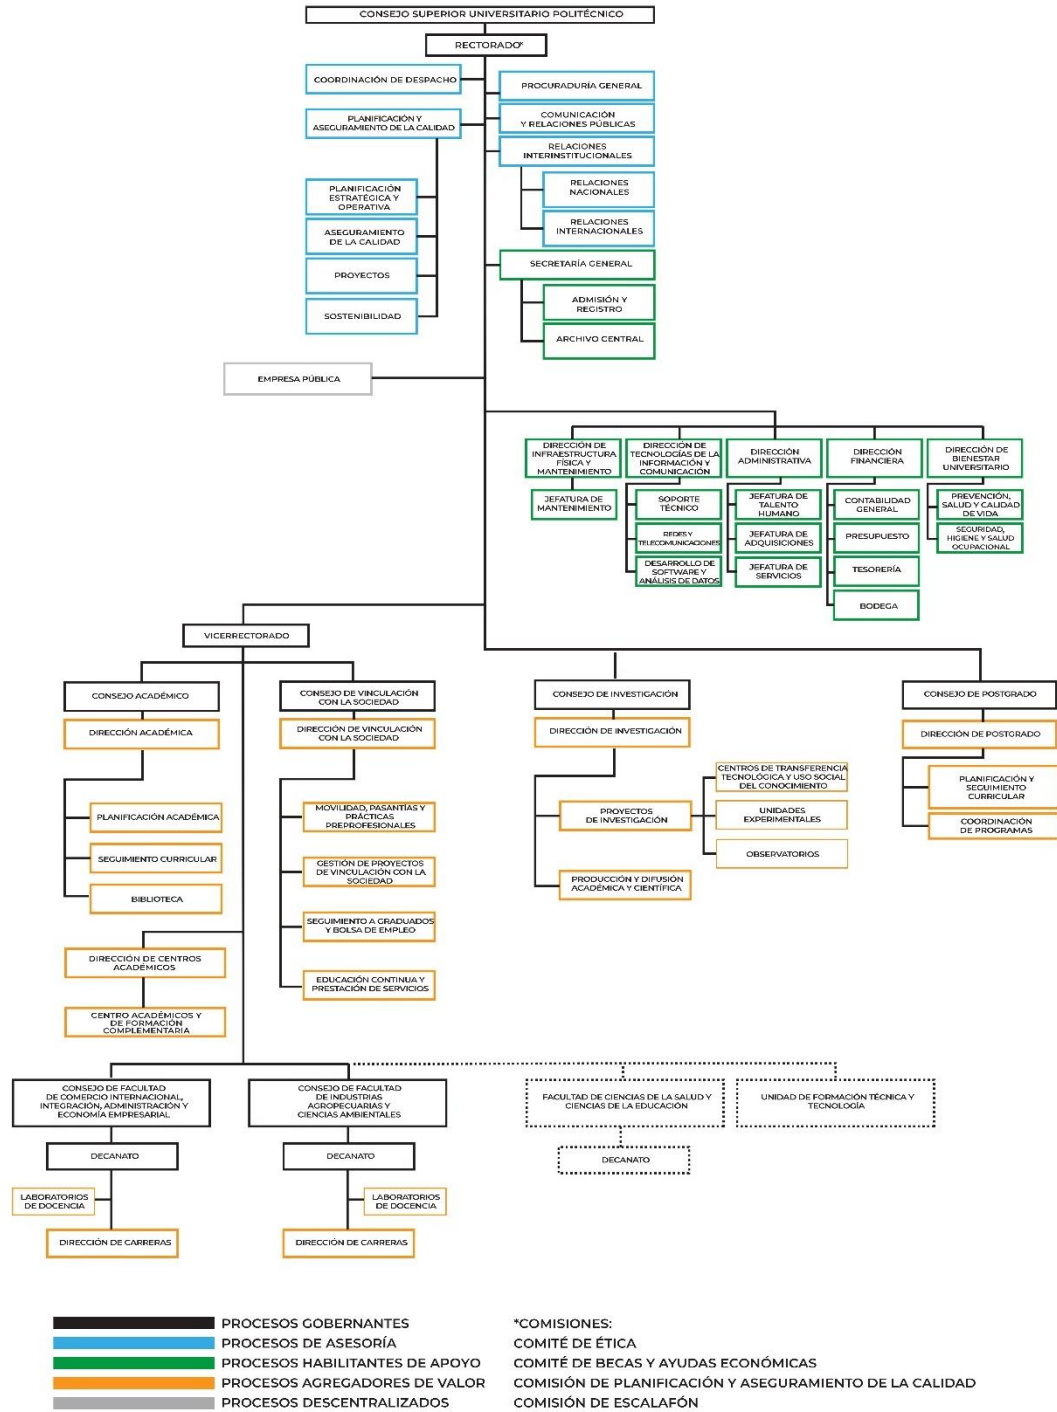 CONSEJO SUPERIOR UNIVERSITARIO POLITÉCNICO
RECTORADO*
COORDINACIÓN DE DESPACHO
PROCURADURÍA GENERAL
PLANIFICACIÓN Y
ASEGURAMIENTO DE LA CALIDAD
COMUNICACIÓN
Y RELACIONES PÚBLICAS
RELACIONES
INTERINSTITUCIONALES
PLANIFICACIÓN
ESTRATÉGICA Y
OPERATIVA
RELACIONES
NACIONALES
ASEGURAMIENTO
DE LA CALIDAD
RELACIONES
INTERNACIONALES
PROYECTOS
SECRETARÍA GENERAL
SOSTENIBILIDAD
ADMISIÓN Y
REGISTRO
ARCHIVO CENTRAL
EMPRESA PÚBLICA
DIRECCIÓN DE
INFRAESTRUCTURA
FÍSICA Y
MANTENIMIENTO
JEFATURA DE
MANTENIMIENTO
DIRECCIÓN DE
TECNOLOGÍAS DE LA
INFORMACIÓN Y
COMUNICACIÓN
SOPORTE
TÉCNICO
REDES Y
TELECOMUNICACIONES
DESARROLLO DE
SOFTWARE Y
ANÁLISIS DE DATOS
DIRECCIÓN
ADMINISTRATIVA
JEFATURA DE
TALENTO
HUMANO
JEFATURA DE
ADQUISICIONES
JEFATURA DE
SERVICIOS
DIRECCIÓN
FINANCIERA
CONTABILIDAD
GENERAL
PRESUPUESTO
TESORERÍA
BODEGA
DIRECCIÓN DE
BIENESTAR
UNIVERSITARIO
PREVENCIÓN,
SALUD Y CALIDAD
DE VIDA
SEGURIDAD,
HIGIENE Y SALUD
OCUPACIONAL
VICERRECTORADO
CONSEJO ACADÉMICO
DIRECCIÓN ACADÉMICA
PLANIFICACIÓN ACADÉMICA
SEGUIMIENTO CURRICULAR
BIBLIOTECA
CONSEJO DE VINCULACIÓN
CON LA SOCIEDAD
DIRECCIÓN DE VINCULACIÓN
CON LA SOCIEDAD
MOVILIDAD, PASANTÍAS Y
PRÁCTICAS
PREPROFESIONALES
GESTIÓN DE PROYECTOS
DE VINCULACIÓN CON LA
SOCIEDAD
SEGUIMIENTO A GRADUADOS
Y BOLSA DE EMPLEO
EDUCACIÓN CONTINUA Y
PRESTACIÓN DE SERVICIOS
CONSEJO DE INVESTIGACIÓN
DIRECCIÓN DE INVESTIGACIÓN
PROYECTOS
DE INVESTIGACIÓN
CENTROS DE TRANSFERENCIA
TECNOLÓGICA Y USO SOCIAL
DEL CONOCIMIENTO
UNIDADES
EXPERIMENTALES
OBSERVATORIOS
PRODUCCIÓN Y DIFUSIÓN
ACADÉMICA Y CIENTÍFICA
CONSEJO DE POSTGRADO
DIRECCIÓN DE POSTGRADO
PLANIFICACIÓN Y
SEGUIMIENTO
CURRICULAR
COORDINACIÓN
DE PROGRAMAS
DIRECCIÓN DE CENTROS
ACADÉMICOS
CENTRO ACADÉMICOS Y
DE FORMACIÓN
COMPLEMENTARIA
CONSEJO DE FACULTAD
DE COMERCIO INTERNACIONAL,
INTEGRACIÓN, ADMINISTRACIÓN Y
ECONOMÍA EMPRESARIAL
DECANATO
LABORATORIOS
DE DOCENCIA
DIRECCIÓN DE CARRERAS
CONSEJO DE FACULTAD
DE INDUSTRIAS
AGROPECUARIAS Y
CIENCIAS AMBIENTALES
DECANATO
LABORATORIOS
DE DOCENCIA
DIRECCIÓN DE CARRERAS
FACULTAD DE CIENCIAS DE LA SALUD Y
CIENCIAS DE LA EDUCACIÓN
DECANATO
UNIDAD DE FORMACIÓN TÉCNICA Y
TECNOLOGÍA
PROCESOS GOBERNANTES
PROCESOS DE ASESORÍA
PROCESOS HABILITANTES DE APOYO
PROCESOS AGREGADORES DE VALOR
PROCESOS DESCENTRALIZADOS
*COMISIONES:
COMITÉ DE ÉTICA
COMITÉ DE BECAS Y AYUDAS ECONÓMICAS
COMISIÓN DE PLANIFICACIÓN Y ASEGURAMIENTO DE LA CALIDAD
COMISIÓN DE ESCALAFÓN